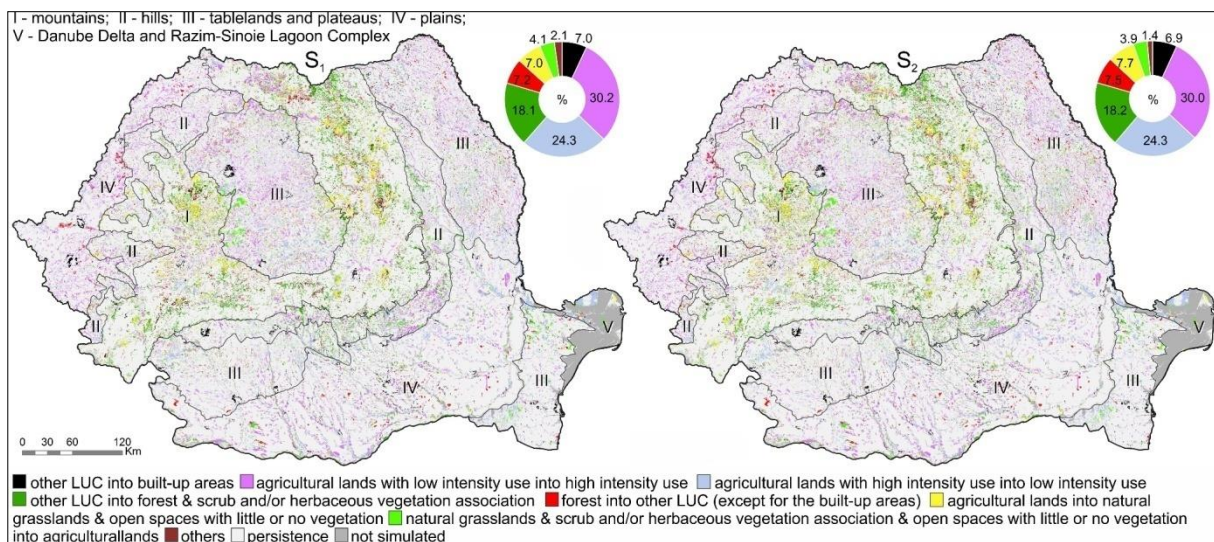 I - mountains; II - hills; III - tablelands and plateaus; IV - plains;
V - Danube Delta and Razim-Sinoie Lagoon Complex
S1
4.1 2.1 7.0
7.0
7.2
18.1
%
30.2
24.3
II
III
IV
III
I
II
II
II
V
III
IV
III
S2
3.9 1.4 6.9
7.7
7.5
18.2
%
30.0
24.3
II
III
IV
III
I
II
II
II
V
III
IV
III
0 30 60 120
Km
other LUC into built-up areas agricultural lands with low intensity use into high intensity use agricultural lands with high intensity use into low intensity use
other LUC into forest & scrub and/or herbaceous vegetation association forest into other LUC (except for the built-up areas) agricultural lands into natural
grasslands & open spaces with little or no vegetation natural grasslands & scrub and/or herbaceous vegetation association & open spaces with little or no vegetation
into agriculturallands others persistence not simulated